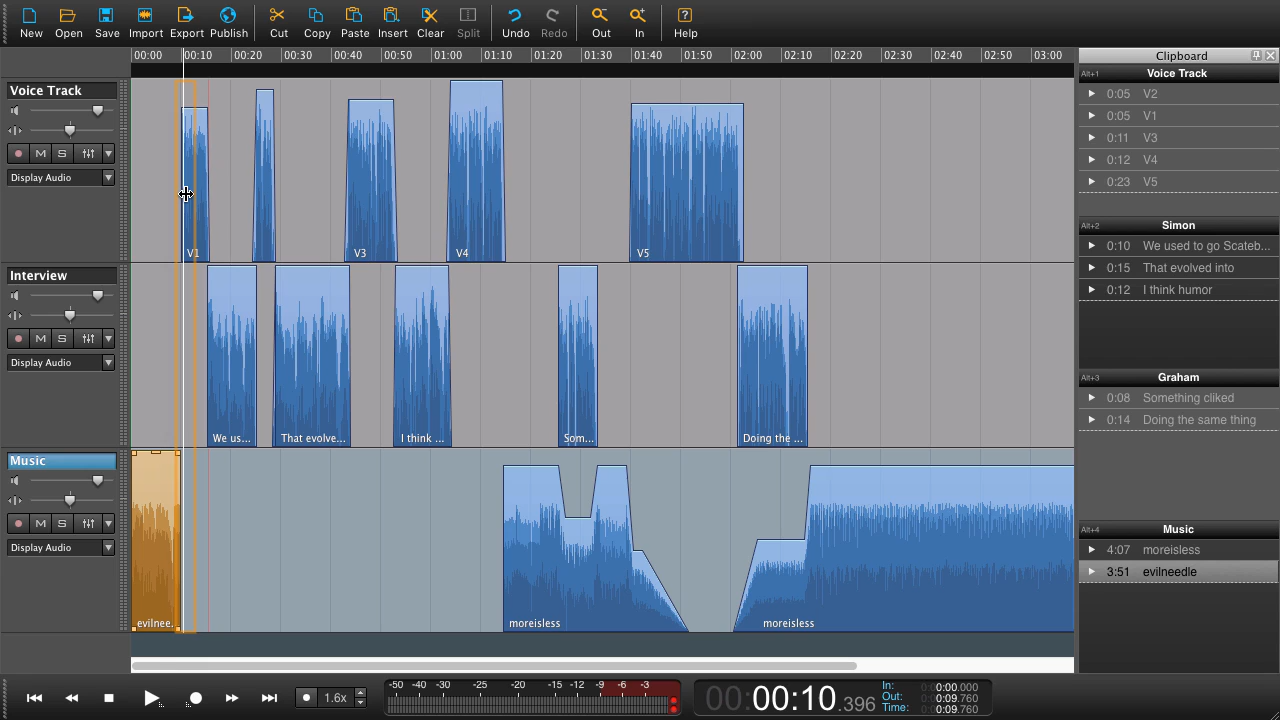 New Open Save Import Export Publish Cut Copy Paste Insert Clear Split Undo Redo Out In Help
00:00 00:10 00:20 00:30 00:40 00:50 01:00 01:10 01:20 01:30 01:40 01:50 02:00 02:10 02:20 02:30 02:40 02:50 03:00
Voice Track
M S
Display Audio
V1 V3 V4 V5
Interview
M S
Display Audio
We us... That evolve... I think ... Som... Doing the ...
Music
M S
Display Audio
evilnee. moreisless moreisless
Clipboard
Alt+1 Voice Track
0:05 V2
0:05 V1
0:11 V3
0:12 V4
0:23 V5
Alt+2 Simon
0:10 We used to go Scateb...
0:15 That evolved into
0:12 I think humor
Alt+3 Graham
0:08 Something cliked
0:14 Doing the same thing
Alt+4 Music
4:07 moreisless
3:51 evilneedle
1.6x
-50 -40 -30 -25 -20 -15 -12 -9 -6 -3
00:00:10.396
In: 0:00:00.000
Out: 0:00:09.760
Time: 0:00:09.760